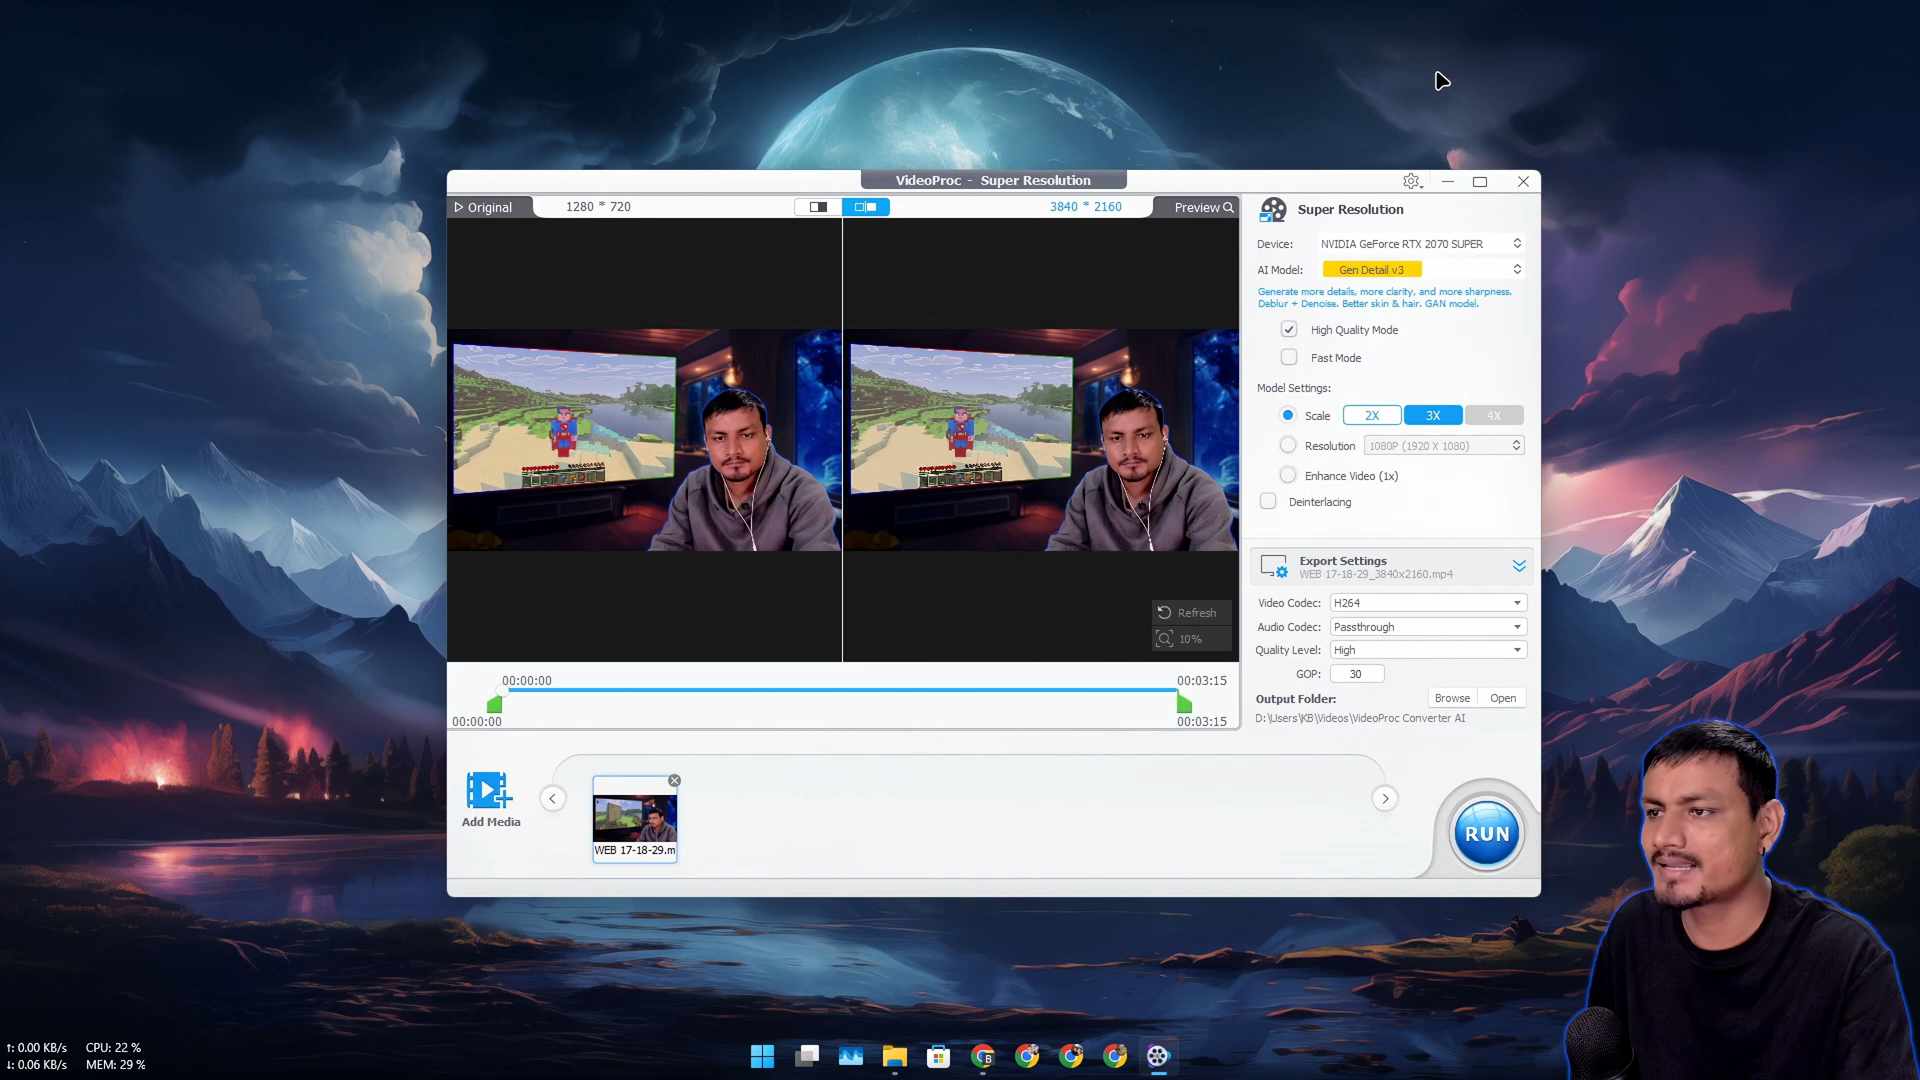 VideoProc - Super Resolution
Original
1280 * 720
3840 * 2160
Preview
Refresh
10%
00:00:00
00:03:15
00:00:00
00:03:15
Add Media
WEB 17-18-29.m
Super Resolution
Device:
NVIDIA GeForce RTX 2070 SUPER
AI Model:
Gen Detail v3
Generate more details, more clarity, and more sharpness.
Deblur + Denoise. Better skin & hair. GAN model.
High Quality Mode
Fast Mode
Model Settings:
Scale
2X
3X
4X
Resolution
1080P (1920 X 1080)
Enhance Video (1x)
Deinterlacing
Export Settings
WEB 17-18-29_3840x2160.mp4
Video Codec:
H264
Audio Codec:
Passthrough
Quality Level:
High
GOP:
30
Output Folder:
Browse
Open
D:\Users\KB\Videos\VideoProc Converter AI
RUN
↑: 0.00 KB/s CPU: 22 %
↓: 0.06 KB/s MEM: 29 %
B